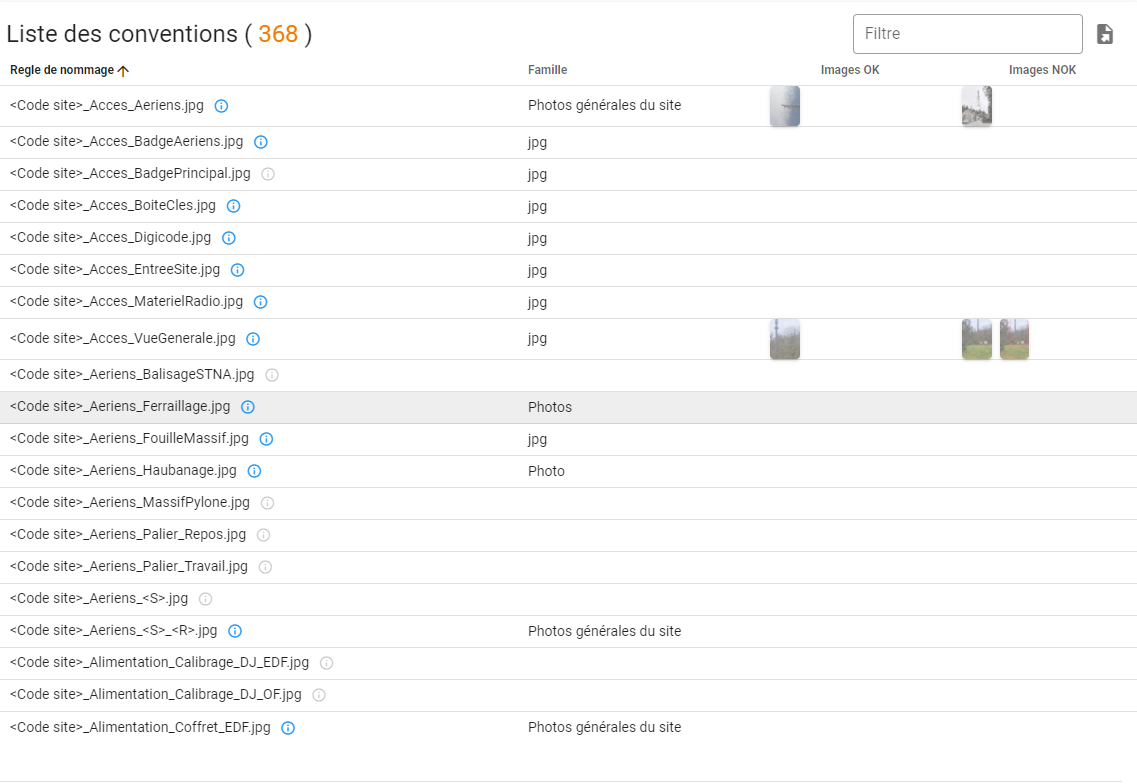 Liste des conventions ( 368 )
Filtre
Regle de nommage Famille Images OK Images NOK
<Code site>_Acces_Aeriens.jpg Photos générales du site
<Code site>_Acces_BadgeAeriens.jpg jpg
<Code site>_Acces_BadgePrincipal.jpg jpg
<Code site>_Acces_BoiteCles.jpg jpg
<Code site>_Acces_Digicode.jpg jpg
<Code site>_Acces_EntreeSite.jpg jpg
<Code site>_Acces_MaterielRadio.jpg jpg
<Code site>_Acces_VueGenerale.jpg jpg
<Code site>_Aeriens_BalisageSTNA.jpg
<Code site>_Aeriens_Ferraillage.jpg Photos
<Code site>_Aeriens_FouilleMassif.jpg jpg
<Code site>_Aeriens_Haubanage.jpg Photo
<Code site>_Aeriens_MassifPylone.jpg
<Code site>_Aeriens_Palier_Repos.jpg
<Code site>_Aeriens_Palier_Travail.jpg
<Code site>_Aeriens_<S>.jpg
<Code site>_Aeriens_<S>_<R>.jpg Photos générales du site
<Code site>_Alimentation_Calibrage_DJ_EDF.jpg
<Code site>_Alimentation_Calibrage_DJ_OF.jpg
<Code site>_Alimentation_Coffret_EDF.jpg Photos générales du site